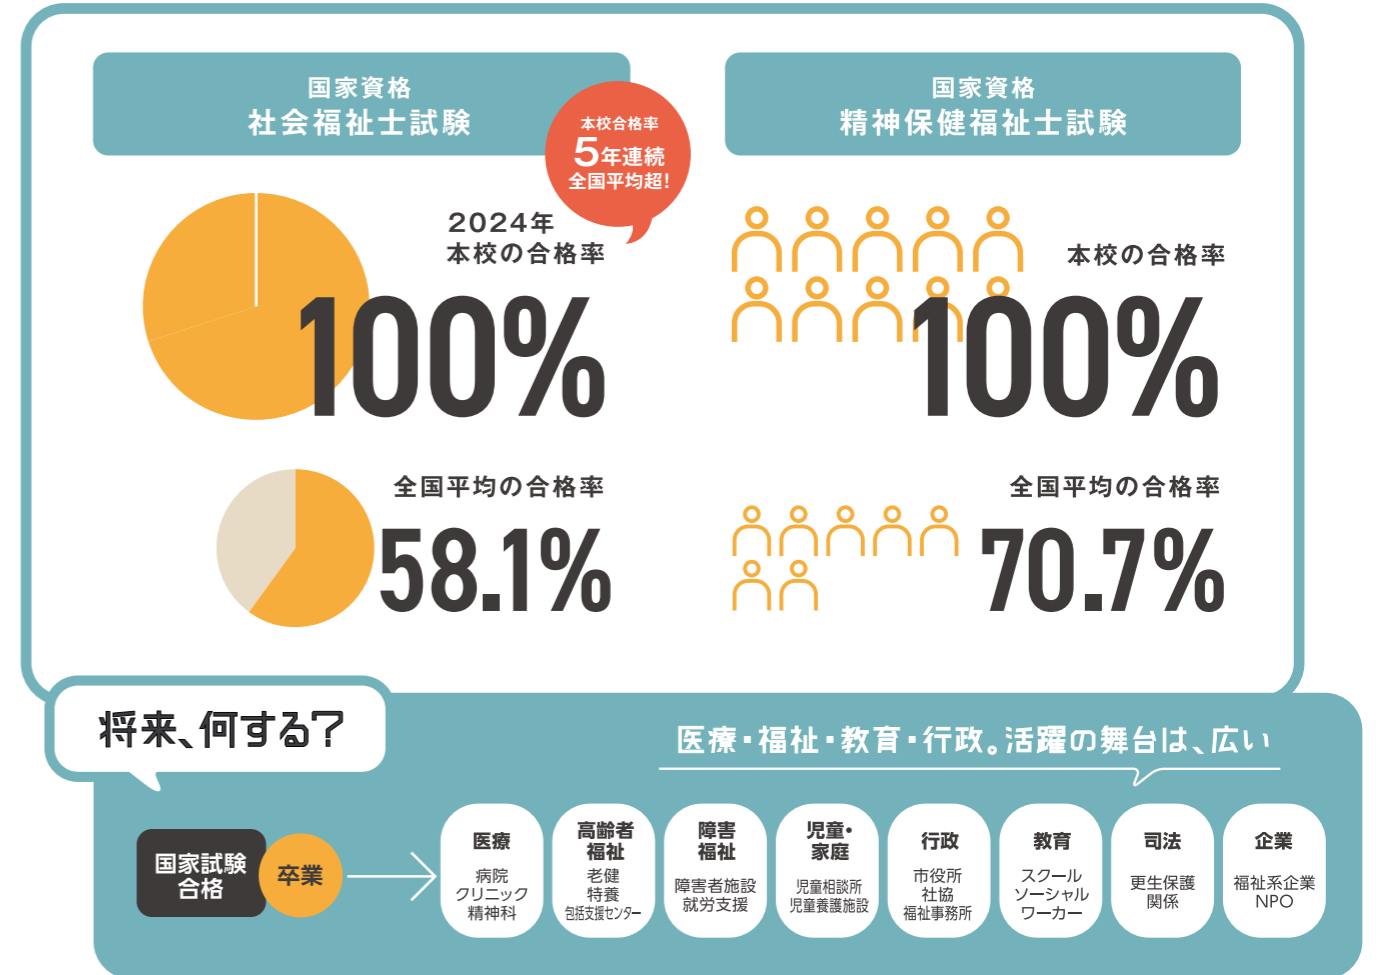 国家資格
社会福祉士試験
本校合格率
5年連続
全国平均超!
2024年
本校の合格率
100%
全国平均の合格率
58.1%
国家資格
精神保健福祉士試験
本校の合格率
100%
全国平均の合格率
70.7%
将来、何する?
医療・福祉・教育・行政。活躍の舞台は、広い
国家試験
合格
卒業
医療
病院
クリニック
精神科
高齢者
福祉
老健
特養
包括支援センター
障害
福祉
障害者施設
就労支援
児童・
家庭
児童相談所
児童養護施設
行政
市役所
社協
福祉事務所
教育
スクール
ソーシャル
ワーカー
司法
更生保護
関係
企業
福祉系企業
NPO